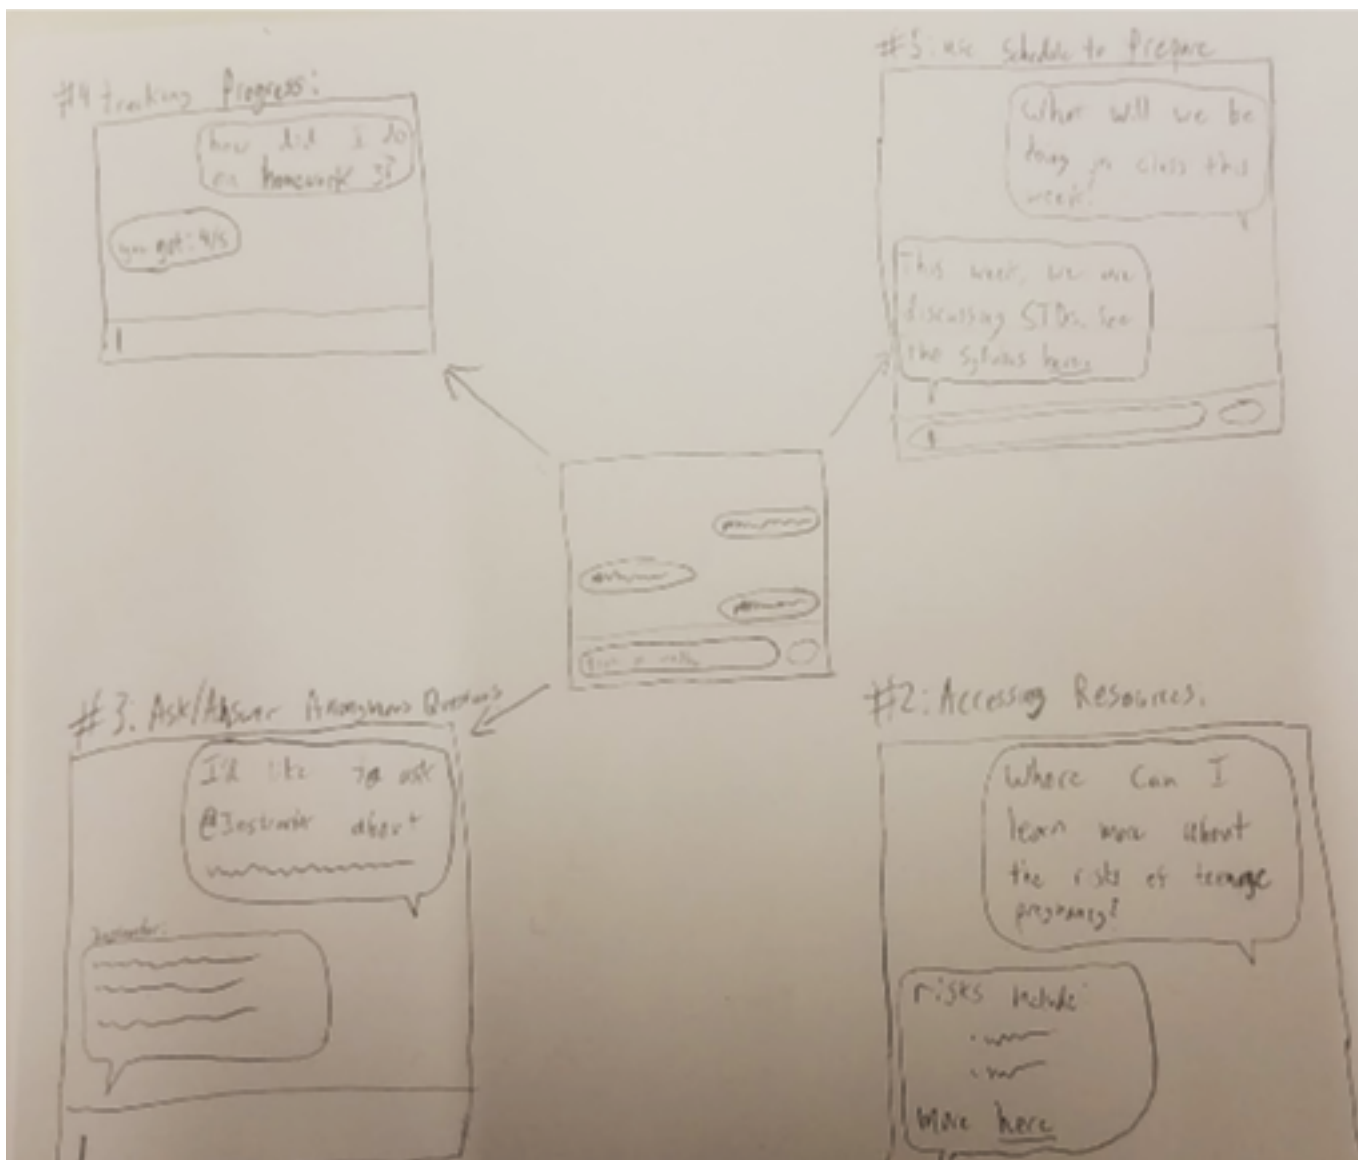 #4 tracking Progress:
how did I do
on homework 3?
you got: 4/5
#5: use schedule to Prepare
What will we be
doing in class this
week?
This week, we are
discussing STDs. See
the syllabus here
#3: Ask/Answer Anonymous Questions
I'd like to ask
@Instructor about
Instructor:
#2: Accessing Resources.
Where Can I
learn more about
the risks of teenage
pregnancy?
risks include:
more here